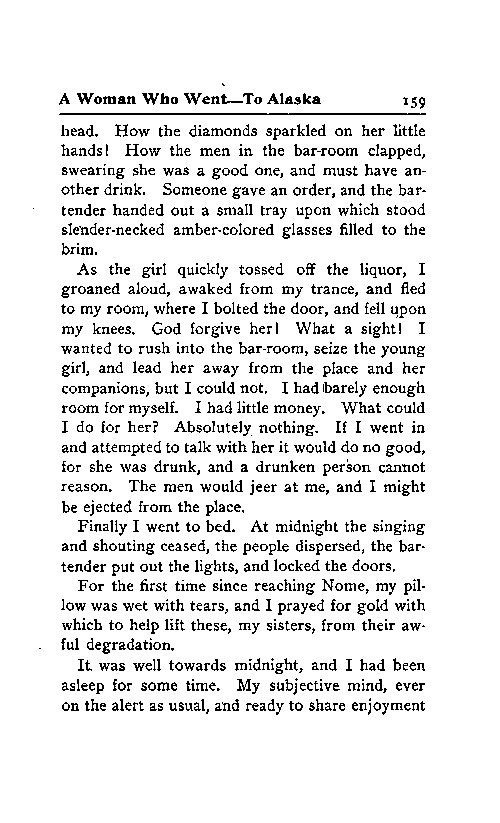 A Woman Who Went—To Alaska 159
head. How the diamonds sparkled on her little
hands! How the men in the bar-room clapped,
swearing she was a good one, and must have an-
other drink. Someone gave an order, and the bar-
tender handed out a small tray upon which stood
slender-necked amber-colored glasses filled to the
brim.
As the girl quickly tossed off the liquor, I
groaned aloud, awaked from my trance, and fled
to my room, where I bolted the door, and fell upon
my knees. God forgive her! What a sight! I
wanted to rush into the bar-room, seize the young
girl, and lead her away from the place and her
companions, but I could not. I had barely enough
room for myself. I had little money. What could
I do for her? Absolutely nothing. If I went in
and attempted to talk with her it would do no good,
for she was drunk, and a drunken person cannot
reason. The men would jeer at me, and I might
be ejected from the place.
Finally I went to bed. At midnight the singing
and shouting ceased, the people dispersed, the bar-
tender put out the lights, and locked the doors.
For the first time since reaching Nome, my pil-
low was wet with tears, and I prayed for gold with
which to help lift these, my sisters, from their aw-
ful degradation.
It was well towards midnight, and I had been
asleep for some time. My subjective mind, ever
on the alert as usual, and ready to share enjoyment